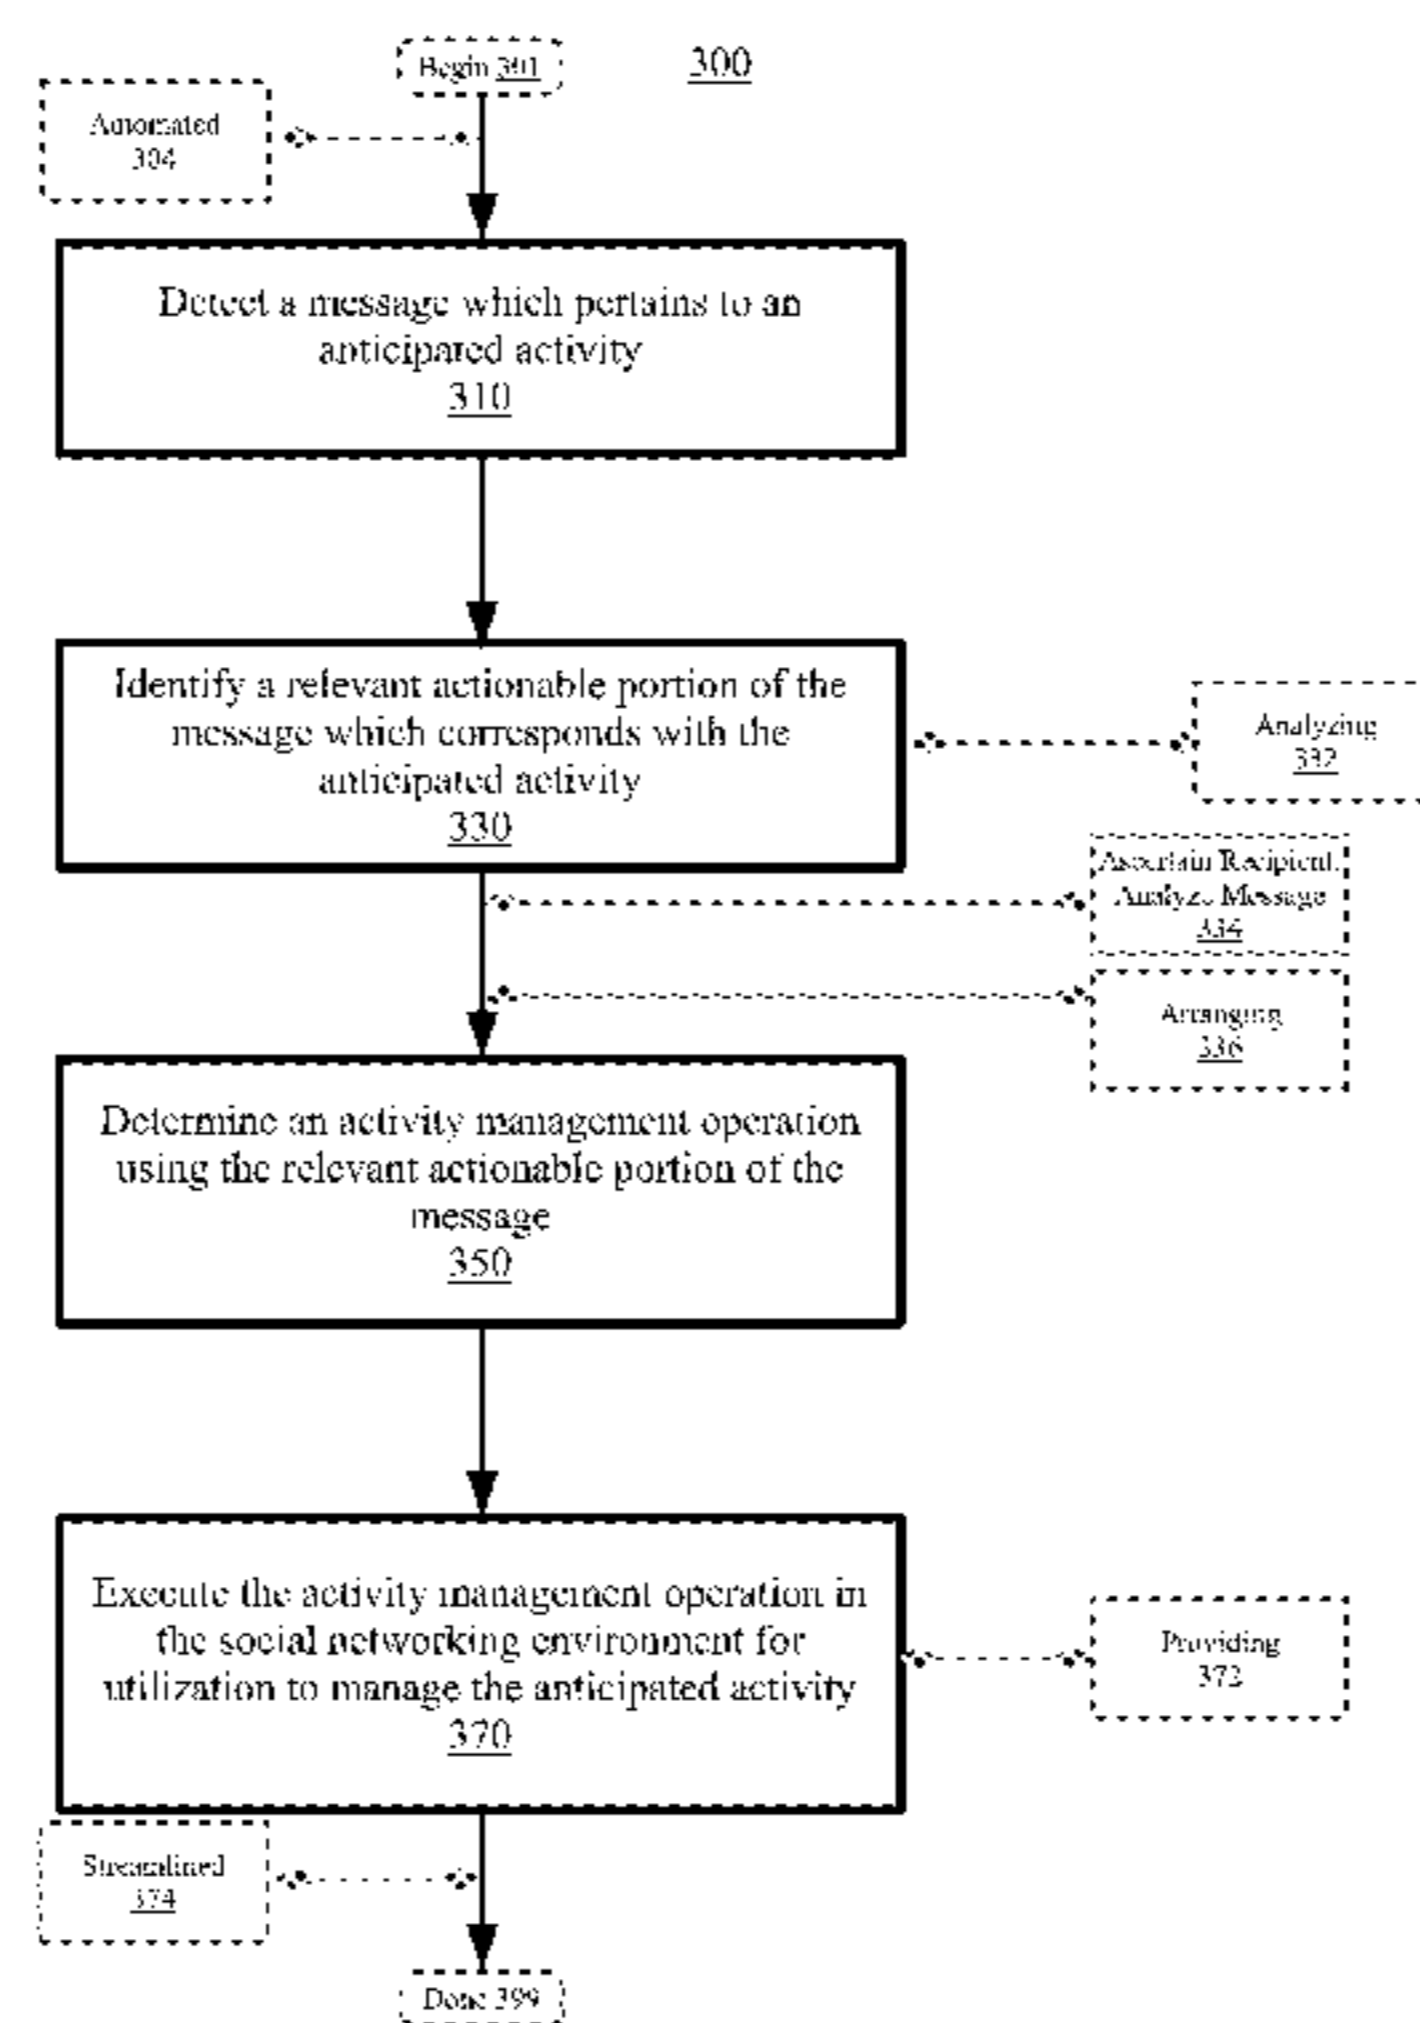 Begin 301
300
Automated
304
Detect a message which pertains to an
anticipated activity
310
Identify a relevant actionable portion of the
message which corresponds with the
anticipated activity
330
Analyzing
332
Ascertain Recipient,
Analyze Message
334
Arranging
336
Determine an activity management operation
using the relevant actionable portion of the
message
350
Execute the activity management operation in
the social networking environment for
utilization to manage the anticipated activity
370
Providing
372
Streamlined
374
Done 399